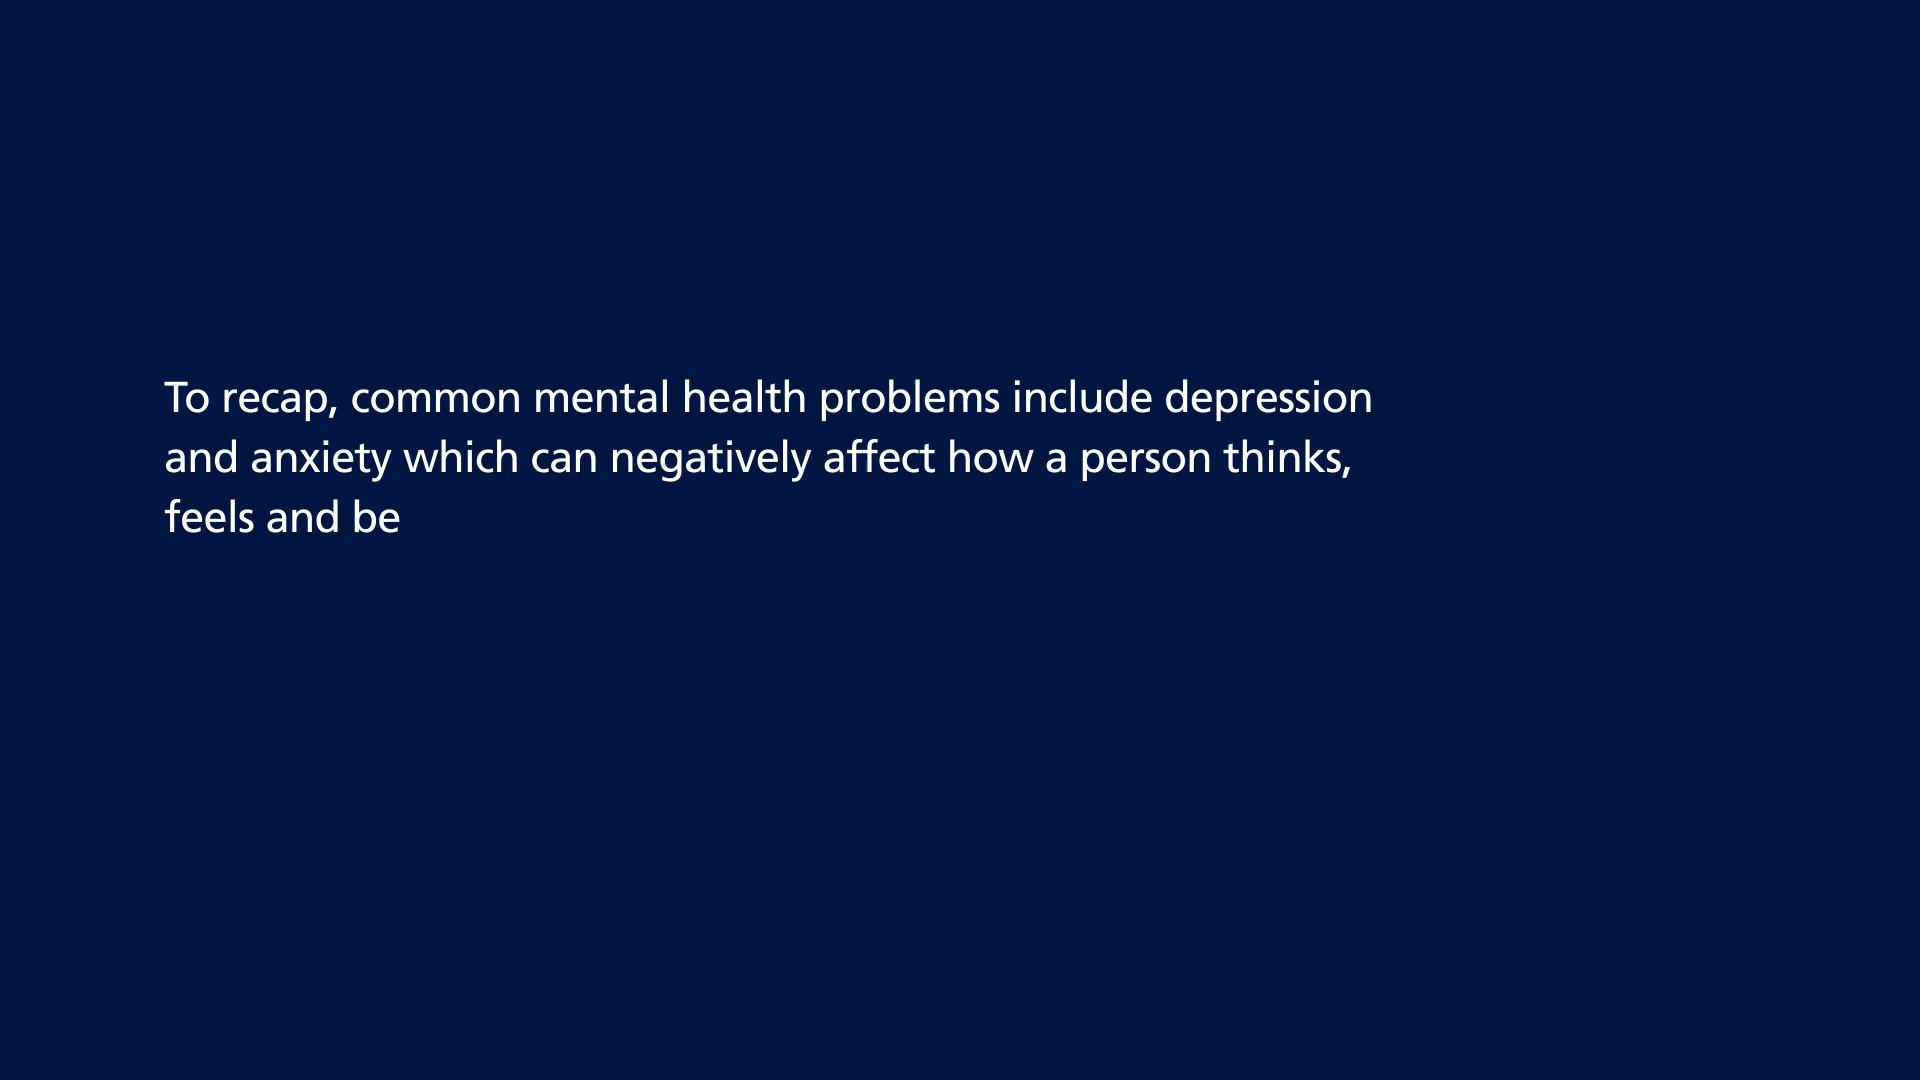 To recap, common mental health problems include depression
and anxiety which can negatively affect how a person thinks,
feels and be